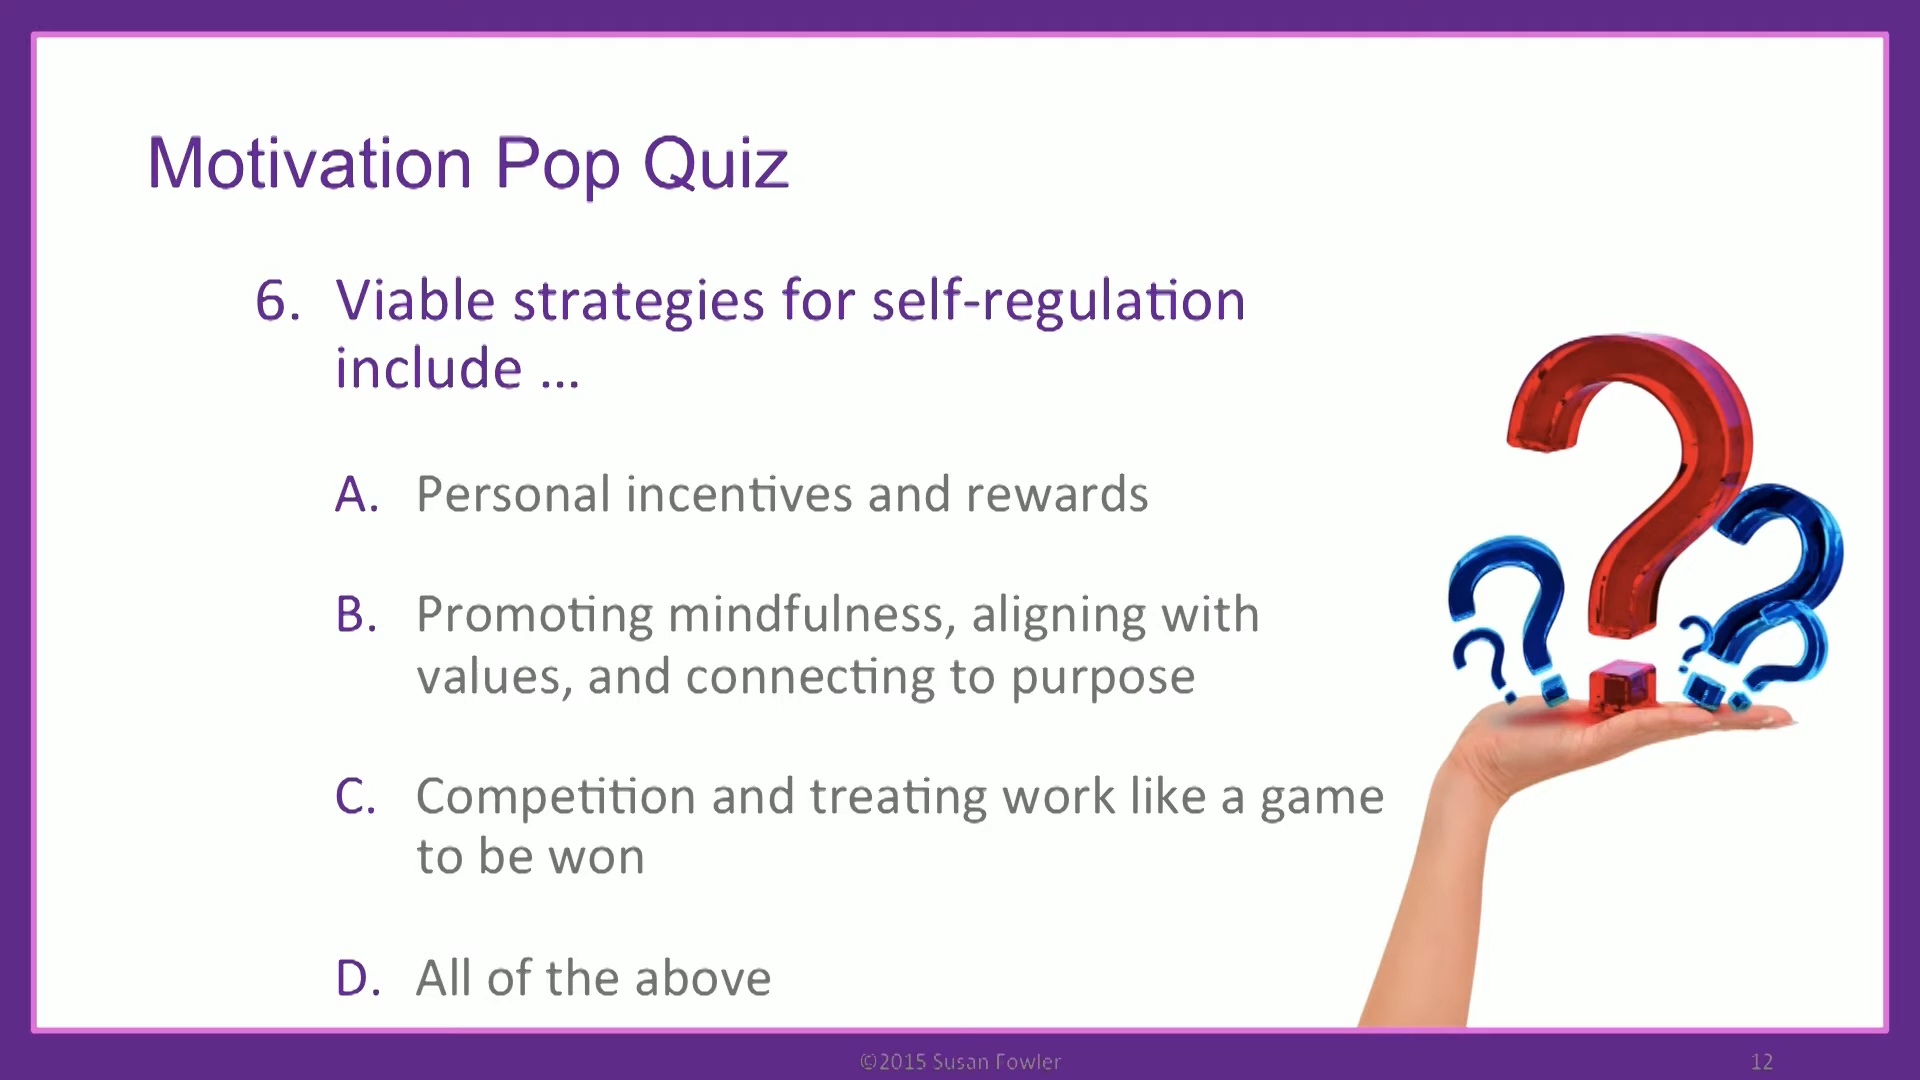 Motivation Pop Quiz
6. Viable strategies for self-regulation
include ...
A. Personal incentives and rewards
B. Promoting mindfulness, aligning with
values, and connecting to purpose
C. Competition and treating work like a game
to be won
D. All of the above
©2015 Susan Fowler
12